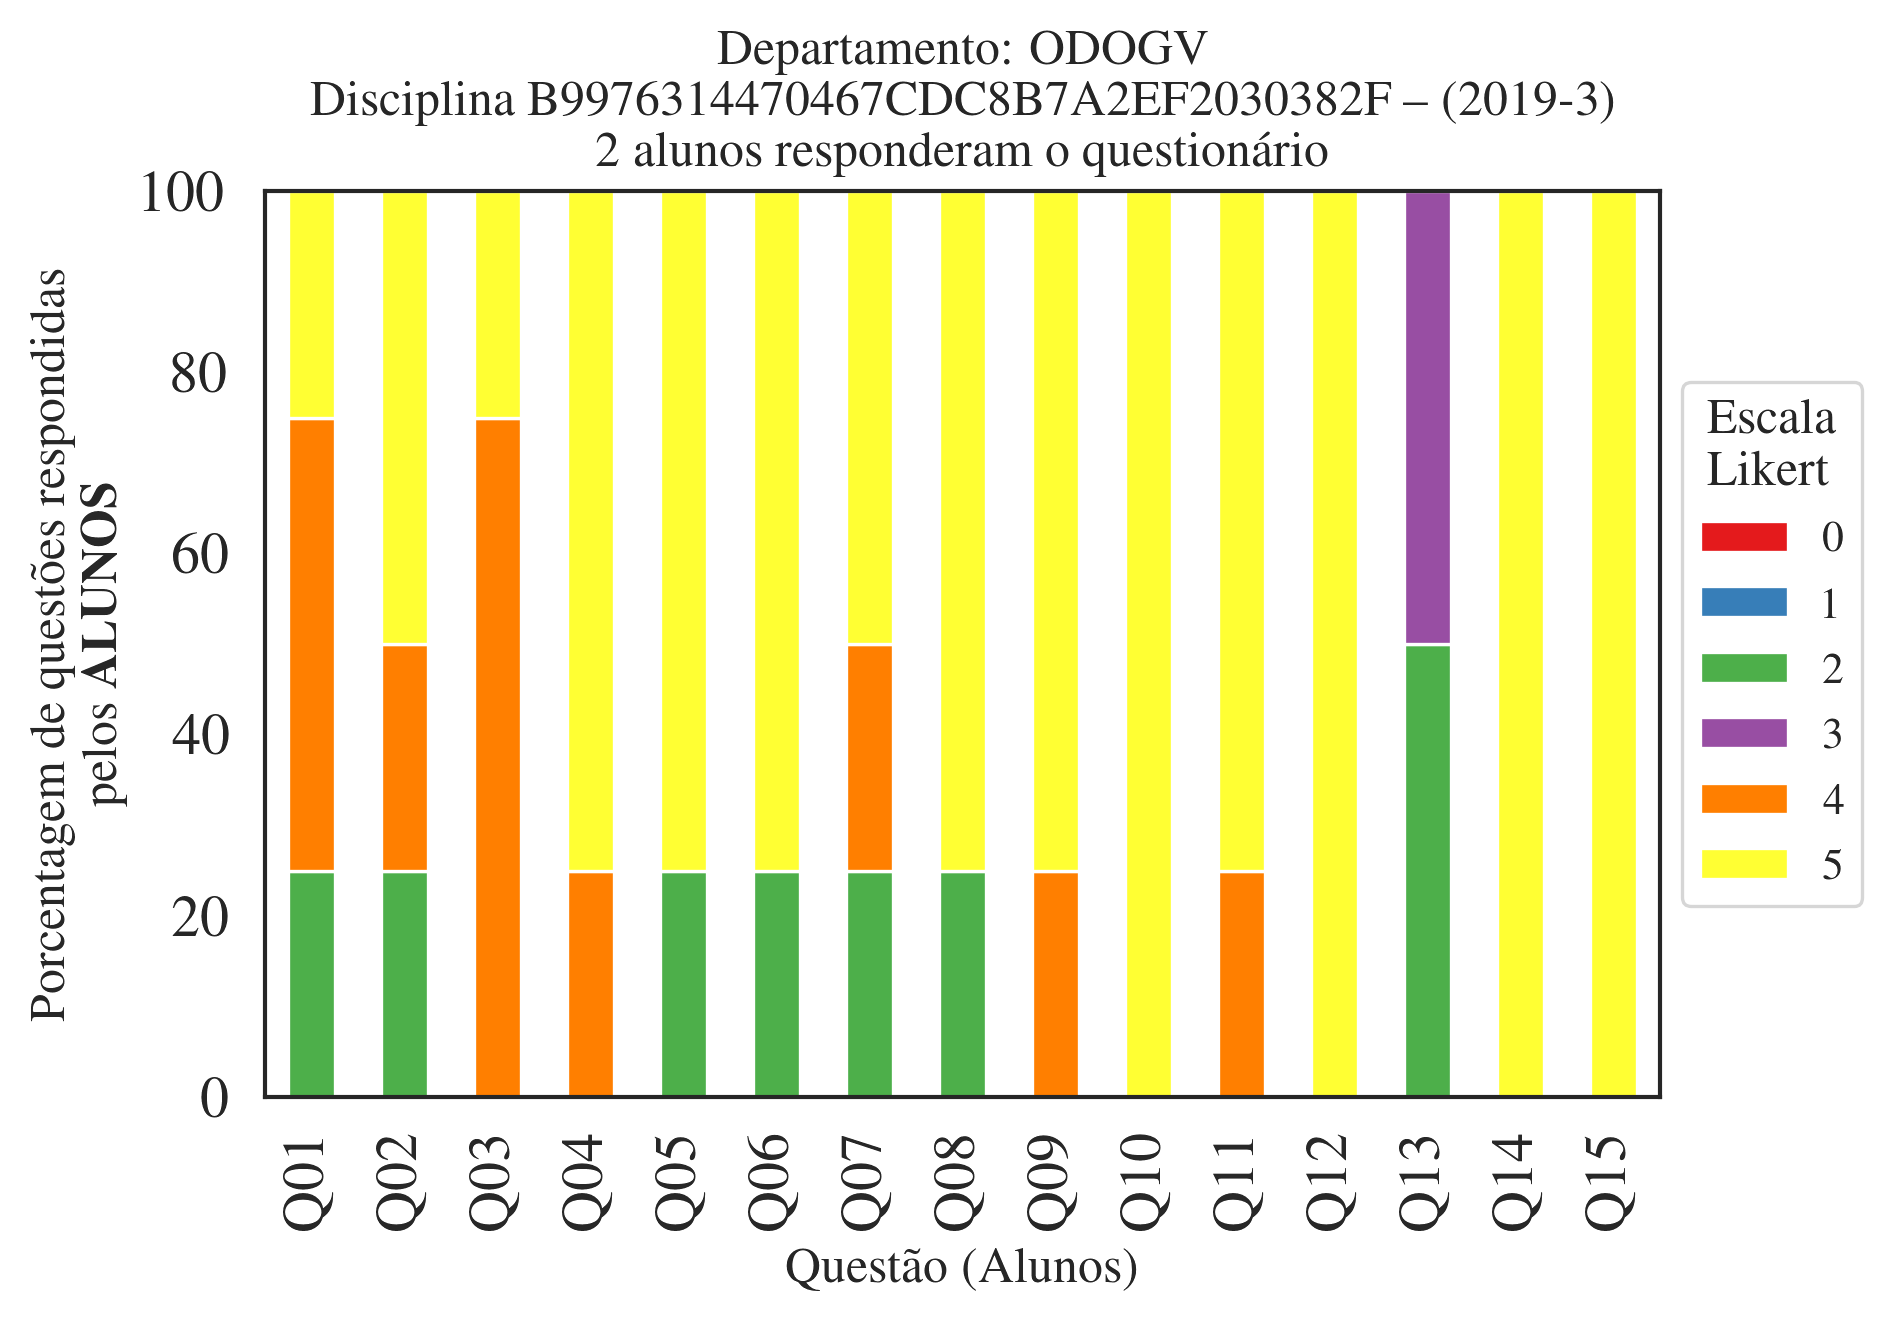 Departamento: ODOGV
Disciplina B9976314470467CDC8B7A2EF2030382F – (2019-3)
2 alunos responderam o questionário
Porcentagem de questões respondidas
pelos ALUNOS
100
80
60
40
20
0
Q01
Q02
Q03
Q04
Q05
Q06
Q07
Q08
Q09
Q10
Q11
Q12
Q13
Q14
Q15
Questão (Alunos)
Escala
Likert
0
1
2
3
4
5